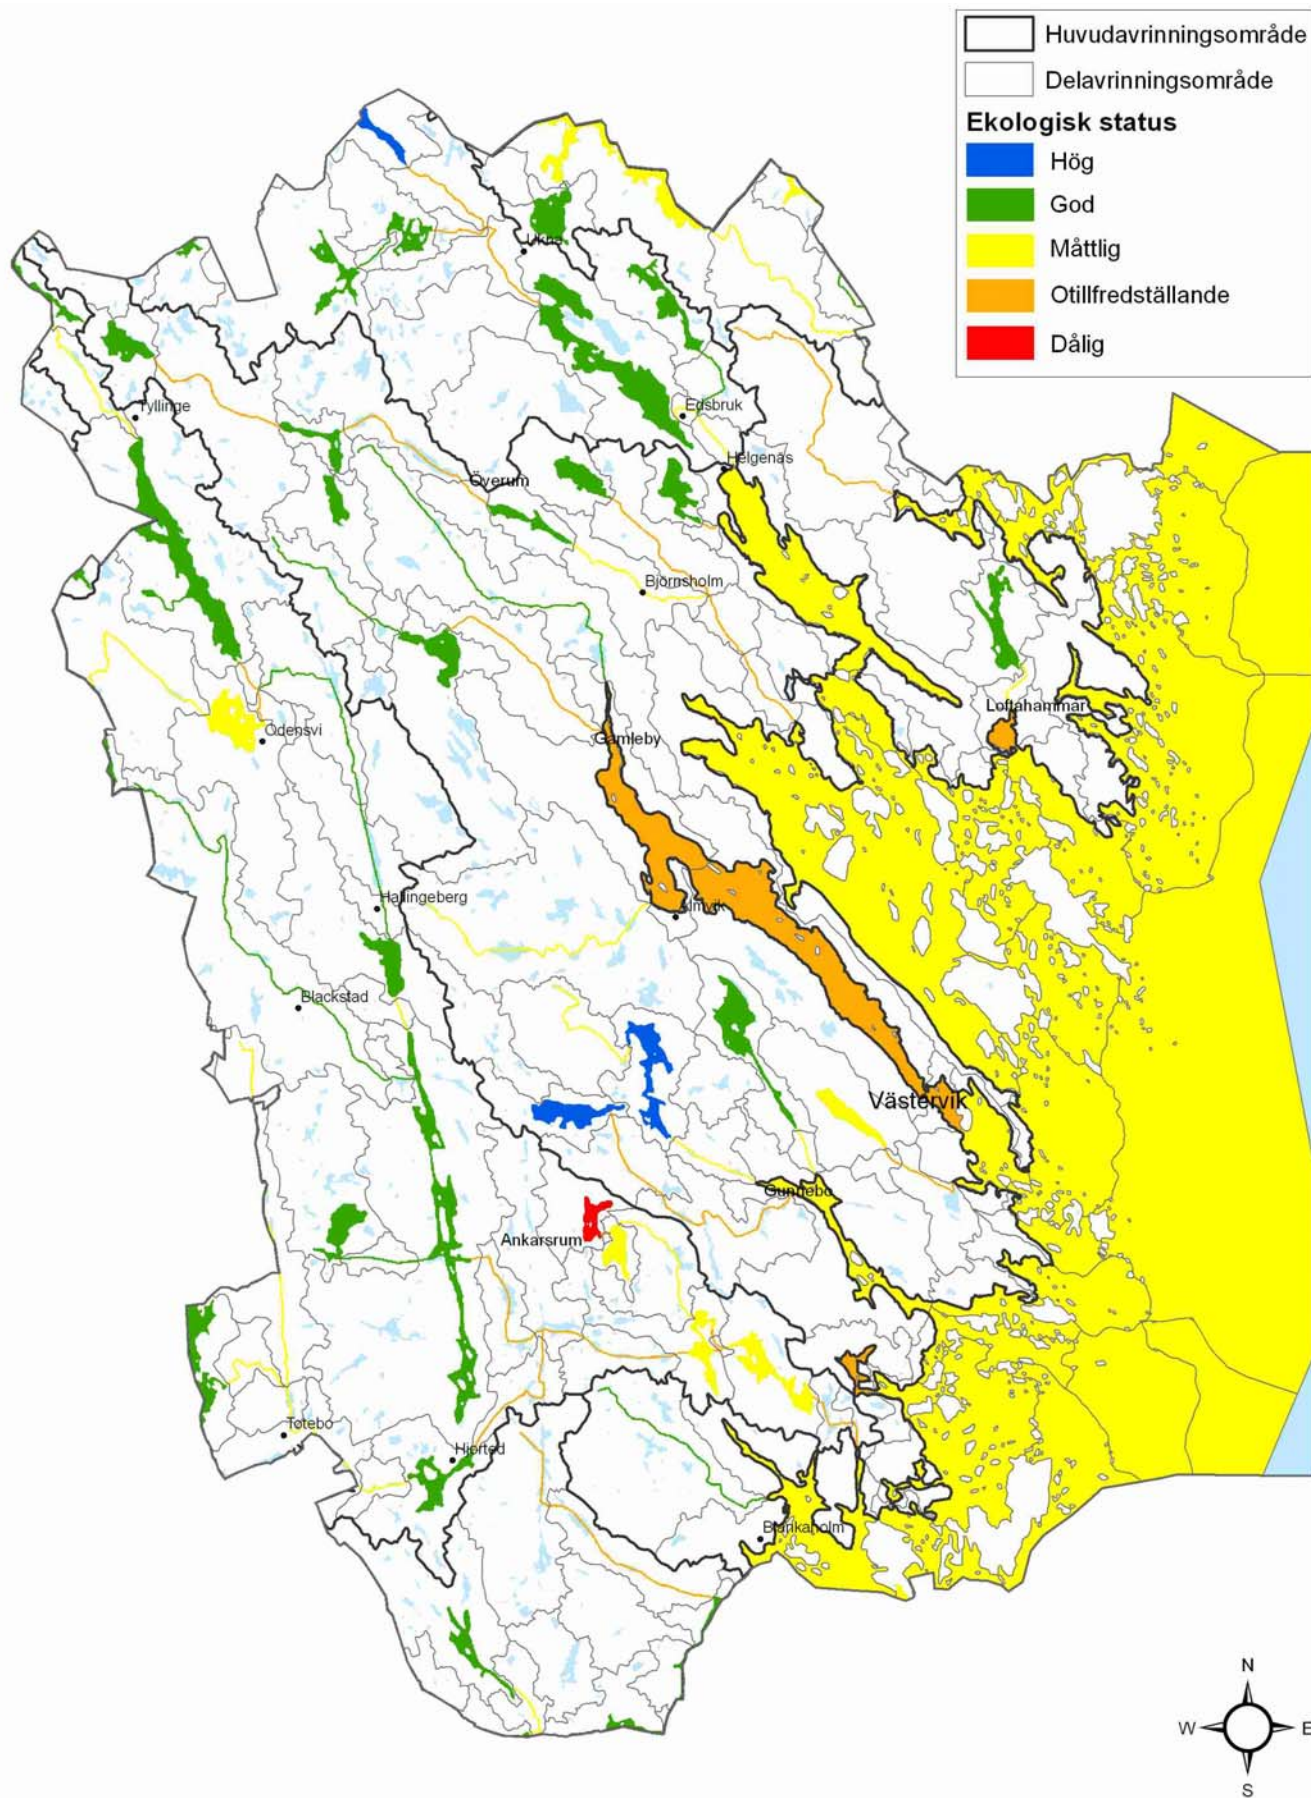 Huvudavrinningsområde
Delavrinningsområde
Ekologisk status
Hög
God
Måttlig
Otillfredställande
Dålig
Ukna
Tyllinge
Edsbruk
Helgenäs
Överum
Björnsholm
Loftahammar
Odensvi
Gamleby
Hallingeberg
Almvik
Blackstad
Västervik
Gunnebo
Ankarsrum
Totebo
Hjorted
Blankaholm
N
W
E
S